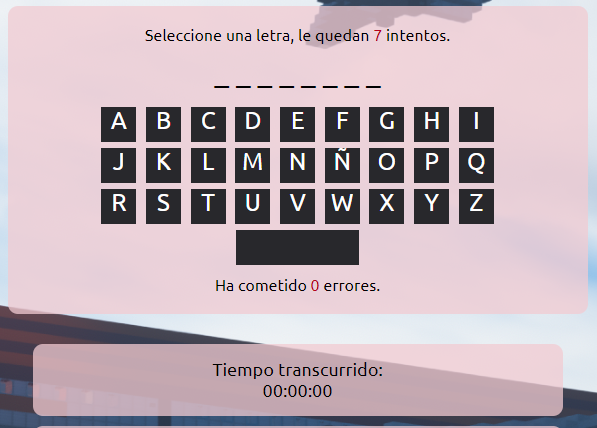 Seleccione una letra, le quedan 7 intentos.
_ _ _ _ _ _ _ _
A B C D E F G H I
J K L M N Ñ O P Q
R S T U V W X Y Z
Ha cometido 0 errores.
Tiempo transcurrido:
00:00:00